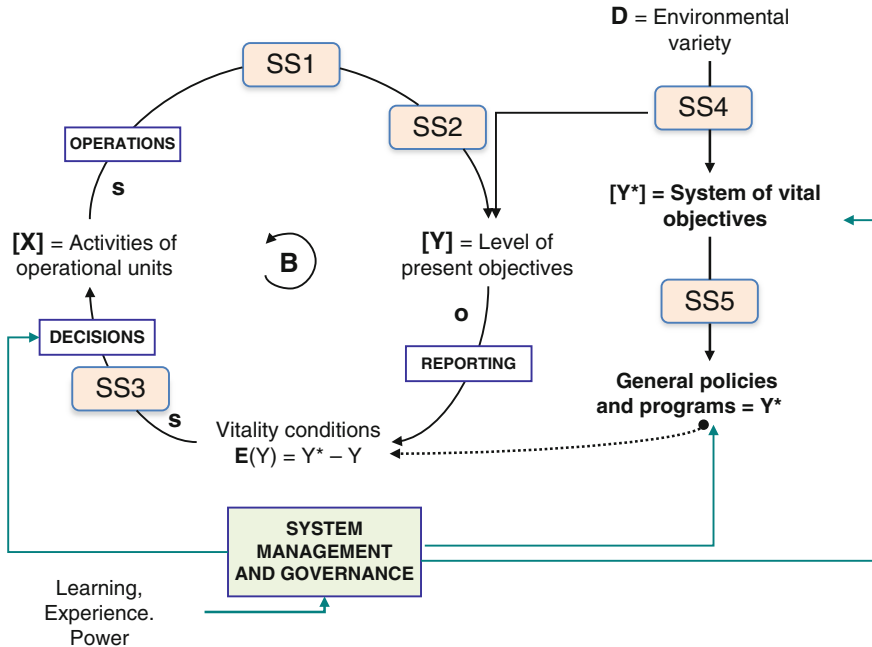 D = Environmental
variety
SS1
SS4
SS2
OPERATIONS
s
[Y*] = System of vital
objectives
[X] = Activities of
operational units
B
[Y] = Level of
present objectives
SS5
o
DECISIONS
REPORTING
SS3
General policies
and programs = Y*
s
Vitality conditions
E(Y) = Y* – Y
SYSTEM
MANAGEMENT
AND GOVERNANCE
Learning,
Experience.
Power